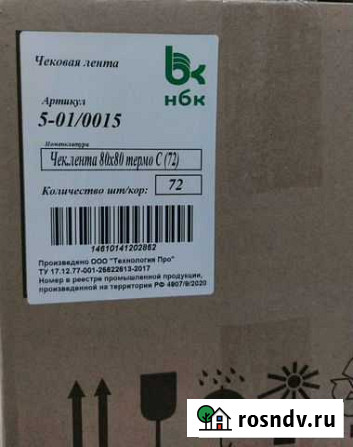 Чековая лента
нбк
Артикул
5-01/0015
Номенклатура
Чеклента 80х80 термо С (72)
Количество шт/кор: 72
14610141202862
Произведено ООО "Технология Про"
ТУ 17.12.77-001-26622613-2017
Номер в реестре промышленной продукции,
произведенной на территории РФ 4907/9/2020
rosndv.ru